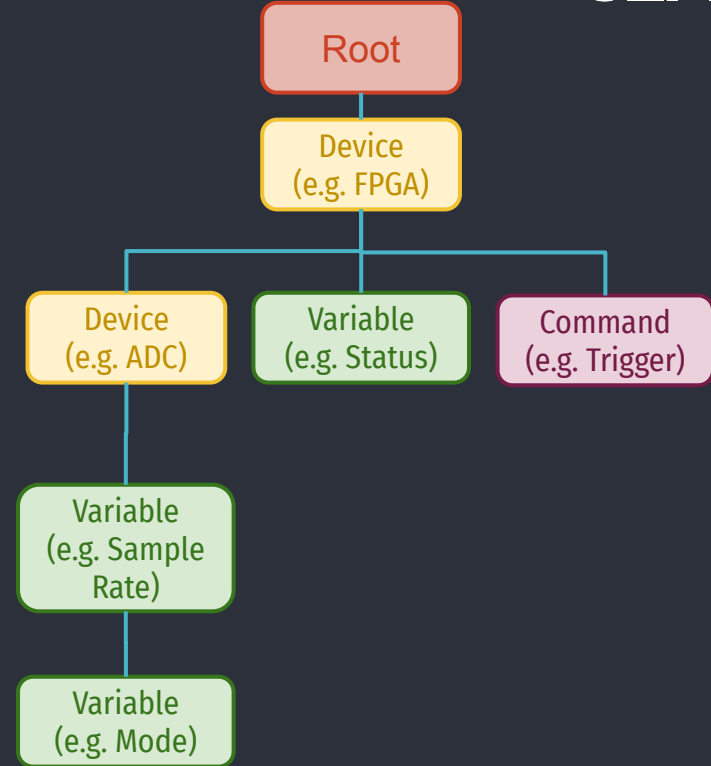 Root
Device
(e.g. FPGA)
Device
(e.g. ADC)
Variable
(e.g. Status)
Command
(e.g. Trigger)
Variable
(e.g. Sample
Rate)
Variable
(e.g. Mode)